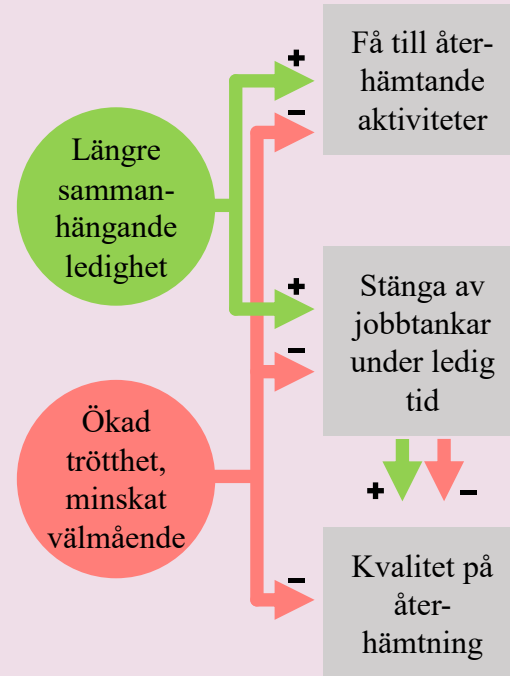 Få till åter-
hämtande
aktiviteter
+
−
Längre
samman-
hängande
ledighet
+
−
Stänga av
jobbtankar
under ledig
tid
Ökad
trötthet,
minskat
välmående
+
−
−
Kvalitet på
åter-
hämtning